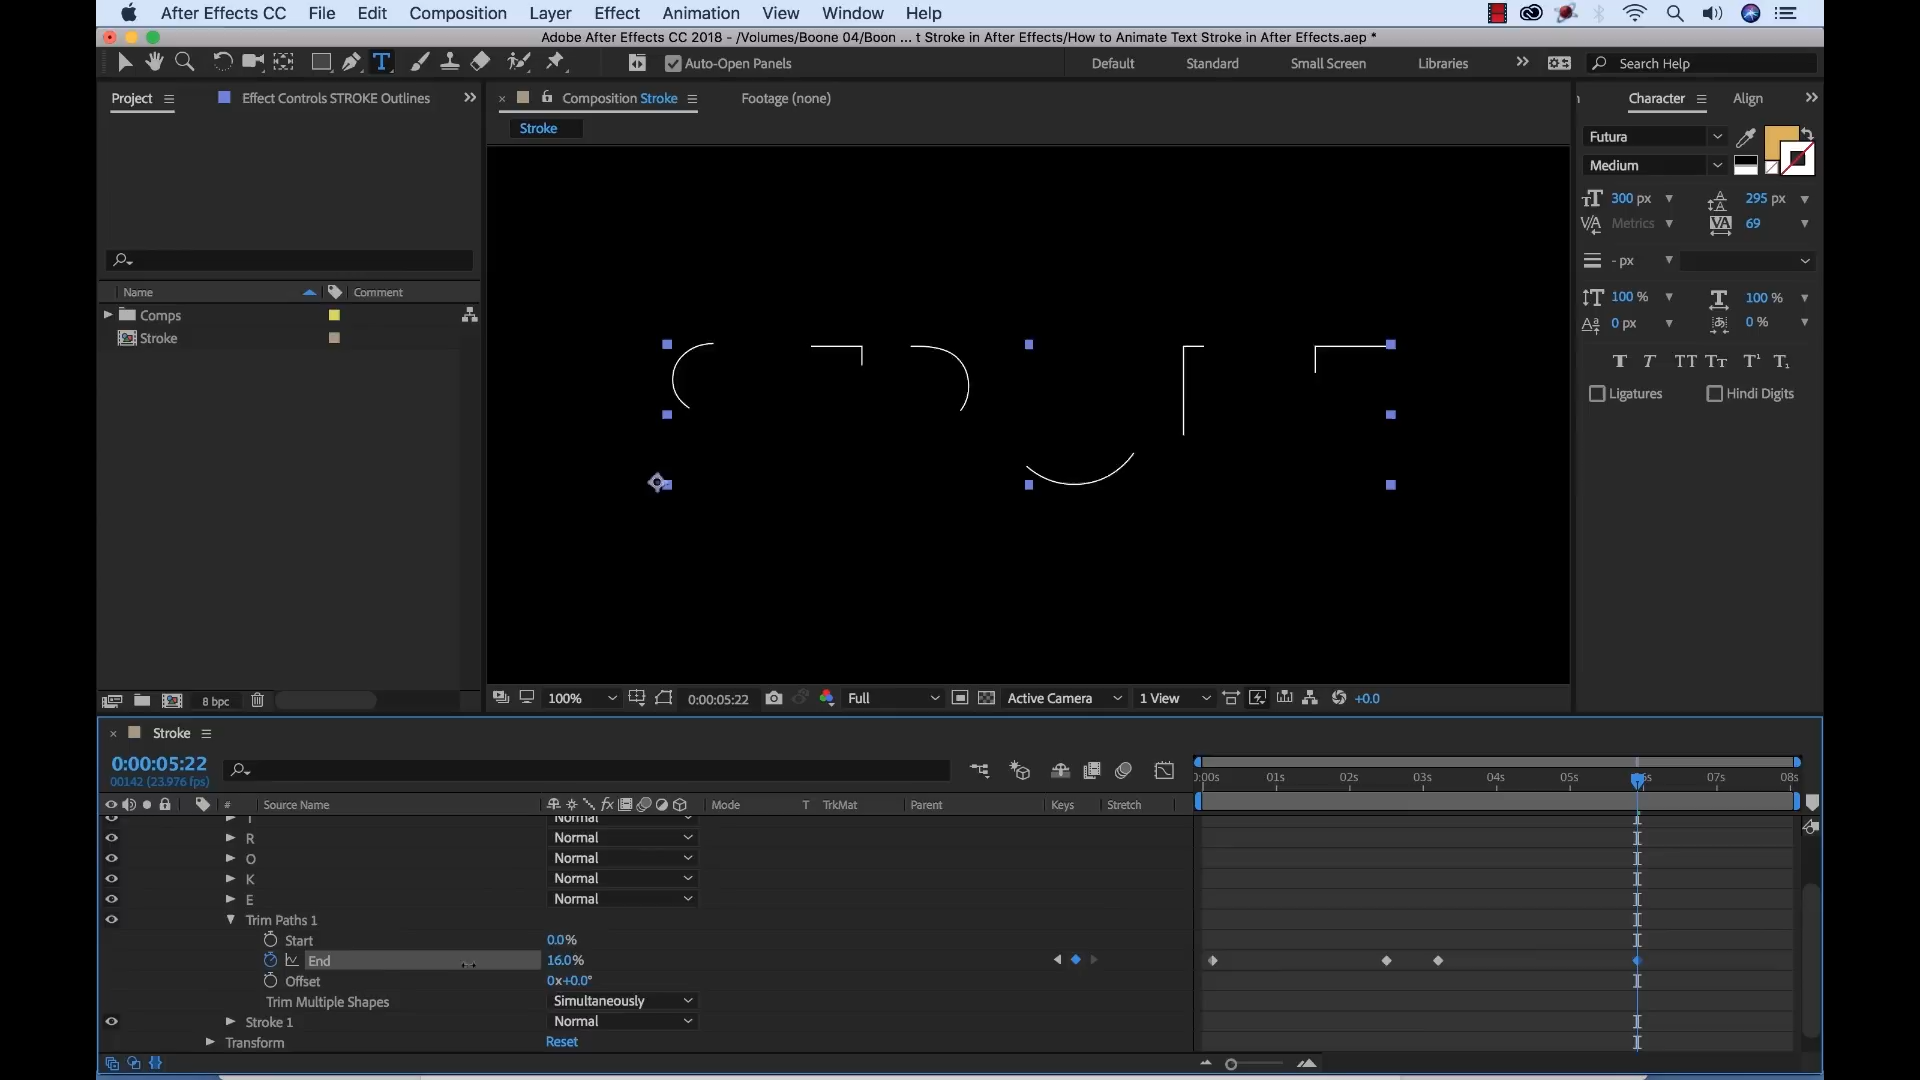 After Effects CC File Edit Composition Layer Effect Animation View Window Help
Adobe After Effects CC 2018 - /Volumes/Boone 04/Boon ... t Stroke in After Effects/How to Animate Text Stroke in After Effects.aep *
Auto-Open Panels Default Standard Small Screen Libraries Search Help
Project Effect Controls STROKE Outlines Composition Stroke Footage (none) Character Align
Stroke
Futura
Medium
300 px 295 px
Metrics 69
- px
100 % 100 %
0 px 0 %
Ligatures Hindi Digits
Name Comment
Comps
Stroke
8 bpc 100% 0:00:05:22 Full Active Camera 1 View +0.0
Stroke
0:00:05:22
00142 (23.976 fps)
0:00s 01s 02s 03s 04s 05s 06s 07s 08s
# Source Name Mode T TrkMat Parent Keys Stretch
T Normal
R Normal
O Normal
K Normal
E Normal
Trim Paths 1
Start 0.0%
End 16.0%
Offset 0x+0.0°
Trim Multiple Shapes Simultaneously
Stroke 1 Normal
Transform Reset